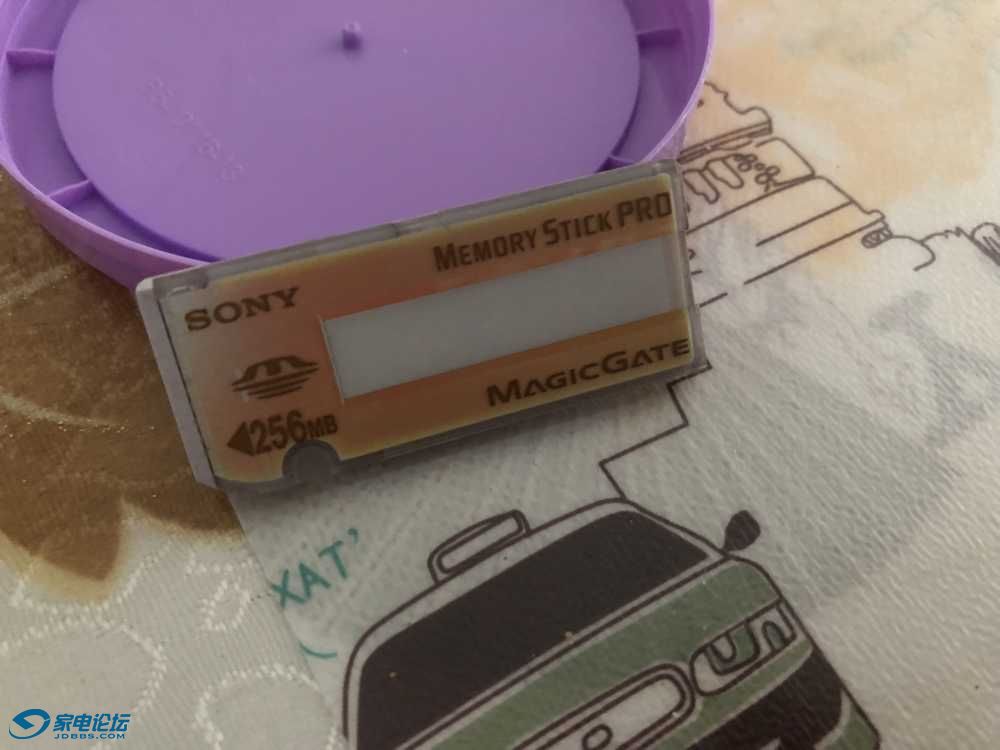 MEMORY STICK PRO
SONY
MAGICGATE
256MB
XAT'
家电论坛
JDBBS.COM